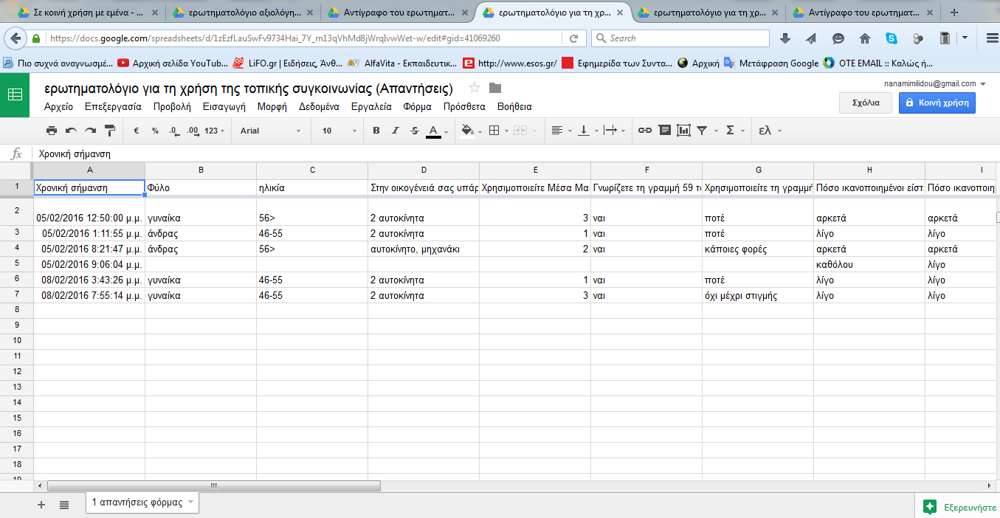 Σε κοινή χρήση με εμένα - ... ερωτηματολόγιο αξιολόγη... Αντίγραφο του ερωτηματ... ερωτηματολόγιο για τη χρ... ερωτηματολόγιο για τη χρ... Αντίγραφο του ερωτηματ...
https://docs.google.com/spreadsheets/d/1zEzfLauSwFv9734Hai_7Y_m13qVhMd8jWrqIvwWet-w/edit#gid=41069260 Search
Πιο συχνά αναγνωσμέ... Αρχική σελίδα YouTub... LiFO.gr | Ειδήσεις, Άνθ... AlfaVita - Εκπαιδευτικ... http://www.esos.gr/ Εφημερίδα των Συντα... Αρχική Μετάφραση Google OTE EMAIL :: Καλώς ή...
ερωτηματολόγιο για τη χρήση της τοπικής συγκοινωνίας (Απαντήσεις)
nanamimilidou@gmail.com
Αρχείο Επεξεργασία Προβολή Εισαγωγή Μορφή Δεδομένα Εργαλεία Φόρμα Πρόσθετα Βοήθεια
Σχόλια Κοινή χρήση
€ % .0 .00 123 Arial 10 B I S A Σ ελ
fx Χρονική σήμανση
A B C D E F G H I
1 Χρονική σήμανση Φύλο ηλικία Στην οικογένειά σας υπάρ Χρησιμοποιείτε Μέσα Μα Γνωρίζετε τη γραμμή 59 τ Χρησιμοποιείτε τη γραμμή Πόσο ικανοποιημένοι είστ Πόσο ικανοποιημ
2 05/02/2016 12:50:00 μ.μ. γυναίκα 56> 2 αυτοκίνητα 3 ναι ποτέ αρκετά αρκετά
3 05/02/2016 1:11:55 μ.μ. άνδρας 46-55 2 αυτοκίνητα 1 ναι ποτέ λίγο λίγο
4 05/02/2016 8:21:47 μ.μ. άνδρας 56> αυτοκίνητο, μηχανάκι 2 ναι κάποιες φορές αρκετά αρκετά
5 05/02/2016 9:06:04 μ.μ. καθόλου λίγο
6 08/02/2016 3:43:26 μ.μ. γυναίκα 46-55 2 αυτοκίνητα 1 ναι ποτέ λίγο λίγο
7 08/02/2016 7:55:14 μ.μ. γυναίκα 46-55 2 αυτοκίνητα 3 ναι όχι μέχρι στιγμής λίγο λίγο
8
9
10
11
12
13
14
15
16
17
18
19
1 απαντήσεις φόρμας
Εξερευνήστε